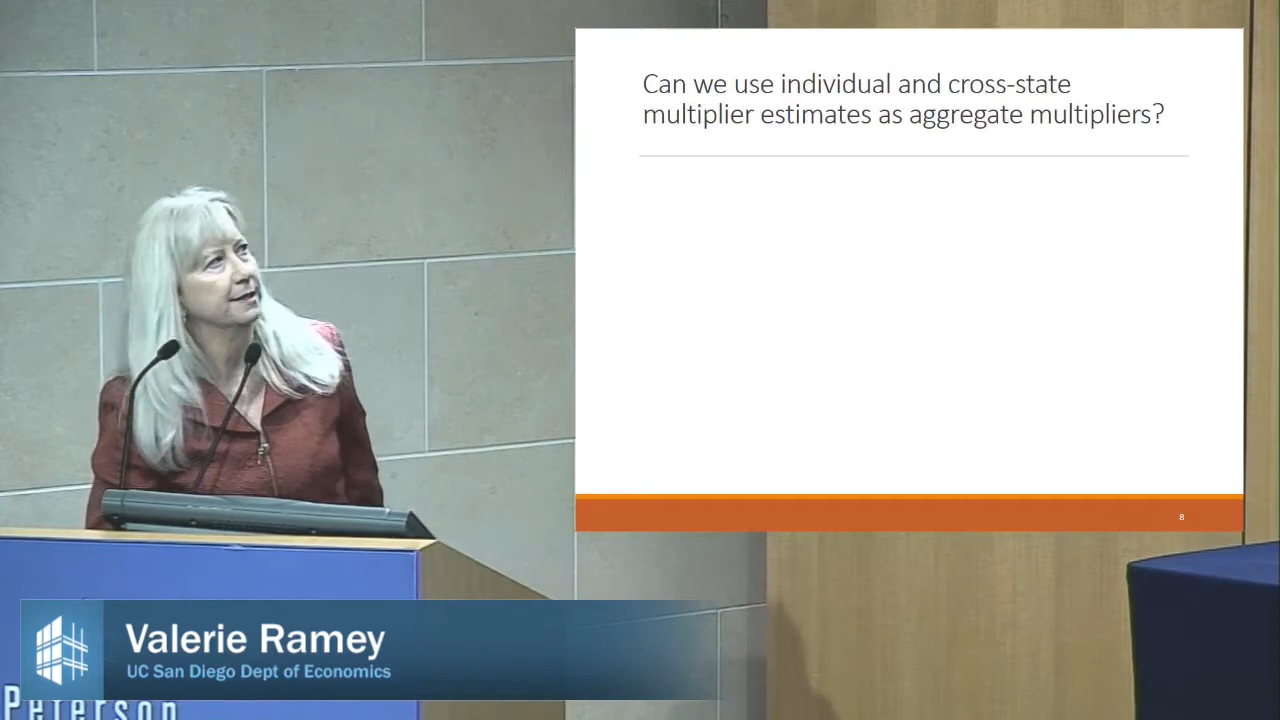 Can we use individual and cross-state
multiplier estimates as aggregate multipliers?
8
Valerie Ramey
UC San Diego Dept of Economics
Peterson